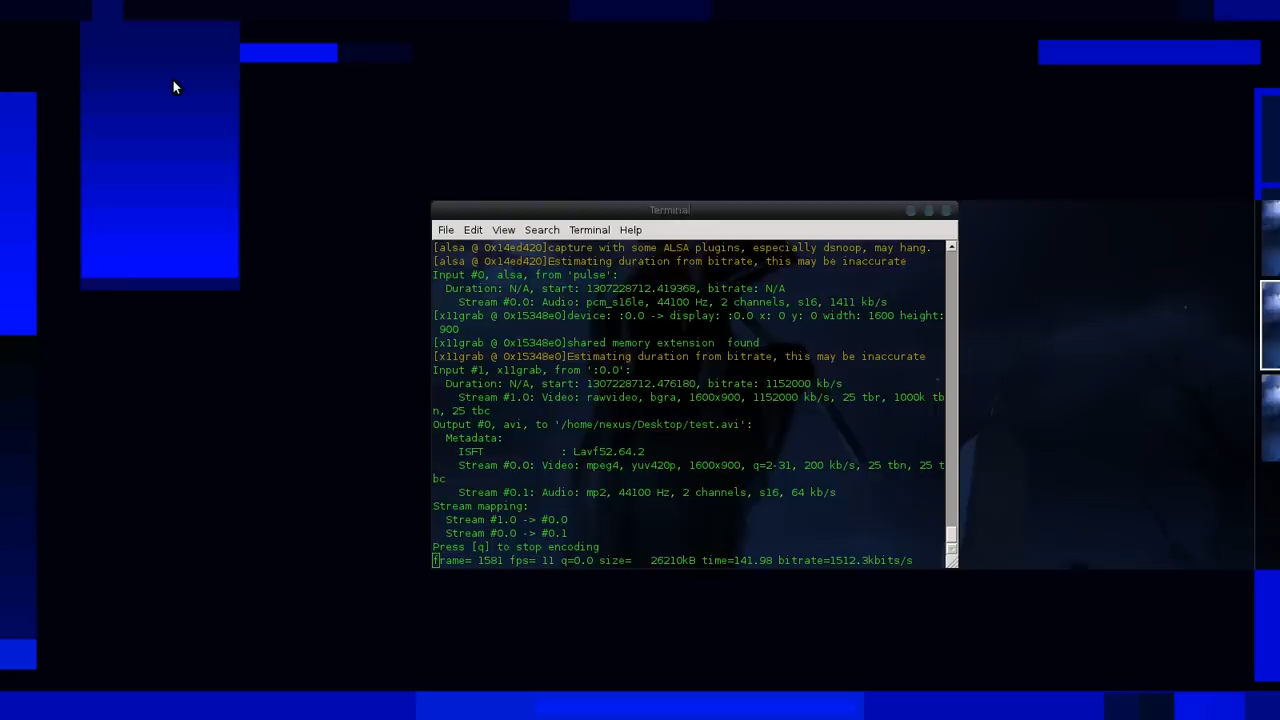 Terminal
File Edit View Search Terminal Help
[alsa @ 0x14ed420]capture with some ALSA plugins, especially dsnoop, may hang.
[alsa @ 0x14ed420]Estimating duration from bitrate, this may be inaccurate
Input #0, alsa, from 'pulse':
Duration: N/A, start: 1307228712.419368, bitrate: N/A
Stream #0.0: Audio: pcm_s16le, 44100 Hz, 2 channels, s16, 1411 kb/s
[x11grab @ 0x15348e0]device: :0.0 -> display: :0.0 x: 0 y: 0 width: 1600 height:
900
[x11grab @ 0x15348e0]shared memory extension  found
[x11grab @ 0x15348e0]Estimating duration from bitrate, this may be inaccurate
Input #1, x11grab, from ':0.0':
Duration: N/A, start: 1307228712.476180, bitrate: 1152000 kb/s
Stream #1.0: Video: rawvideo, bgra, 1600x900, 1152000 kb/s, 25 tbr, 1000k tb
n, 25 tbc
Output #0, avi, to '/home/nexus/Desktop/test.avi':
Metadata:
ISFT            : Lavf52.64.2
Stream #0.0: Video: mpeg4, yuv420p, 1600x900, q=2-31, 200 kb/s, 25 tbn, 25 t
bc
Stream #0.1: Audio: mp2, 44100 Hz, 2 channels, s16, 64 kb/s
Stream mapping:
Stream #1.0 -> #0.0
Stream #0.0 -> #0.1
Press [q] to stop encoding
frame= 1581 fps= 11 q=0.0 size=   26210kB time=141.98 bitrate=1512.3kbits/s